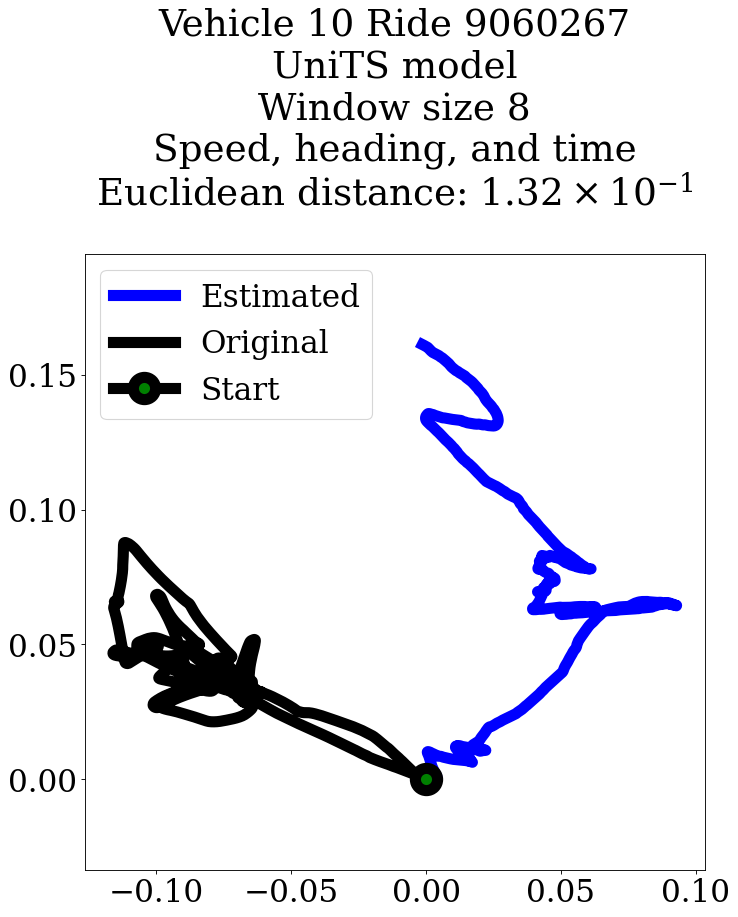 Vehicle 10 Ride 9060267
UniTS model
Window size 8
Speed, heading, and time
Euclidean distance: 1.32 × 10⁻¹
Estimated
Original
Start
0.15
0.10
0.05
0.00
−0.10 −0.05 0.00 0.05 0.10